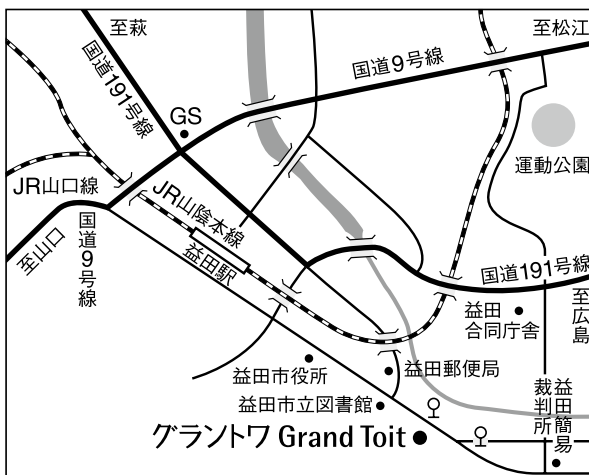 至萩
至松江
国道191号線
国道9号線
GS
運動公園
JR山口線
JR山陰本線
益田駅
至山口
国道9号線
国道191号線
至広島
益田
合同庁舎
益田市役所
益田郵便局
益田市立図書館
益田簡易
裁判所
グラントワ Grand Toit